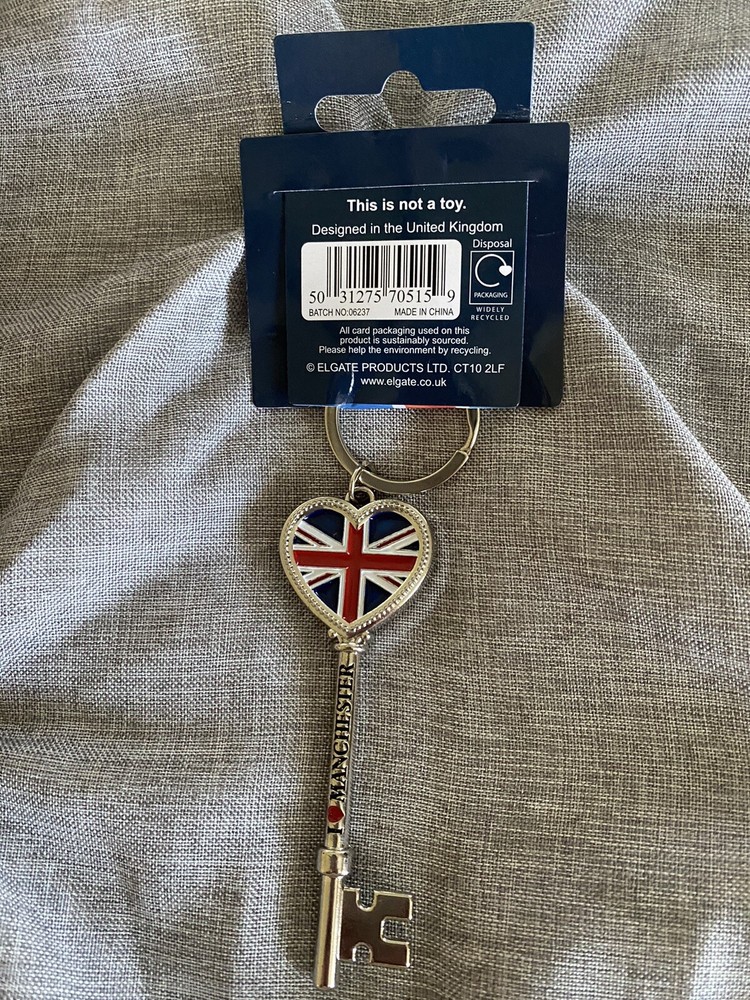 This is not a toy.
Designed in the United Kingdom
Disposal
50 31275 70515 9
BATCH NO:06237 MADE IN CHINA
PACKAGING
WIDELY
RECYCLED
All card packaging used on this
product is sustainably sourced.
Please help the environment by recycling.
© ELGATE PRODUCTS LTD. CT10 2LF
www.elgate.co.uk
I ❤ MANCHESTER